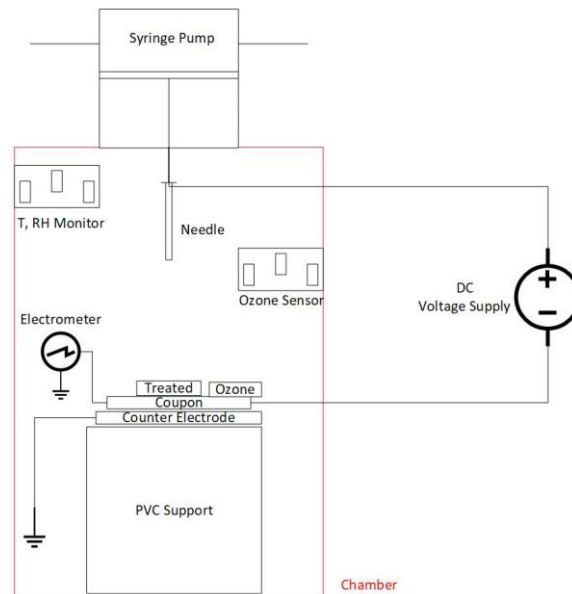 Syringe Pump
T, RH Monitor
Needle
Ozone Sensor
DC
Voltage Supply
Electrometer
Treated
Ozone
Coupon
Counter Electrode
PVC Support
Chamber